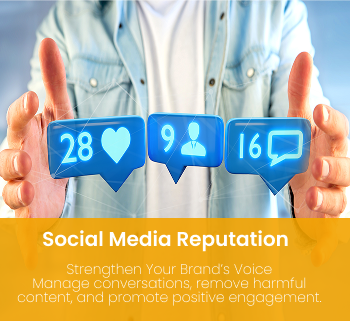 28 9 16
Social Media Reputation
Strengthen Your Brand's Voice
Manage conversations, remove harmful
content, and promote positive engagement.